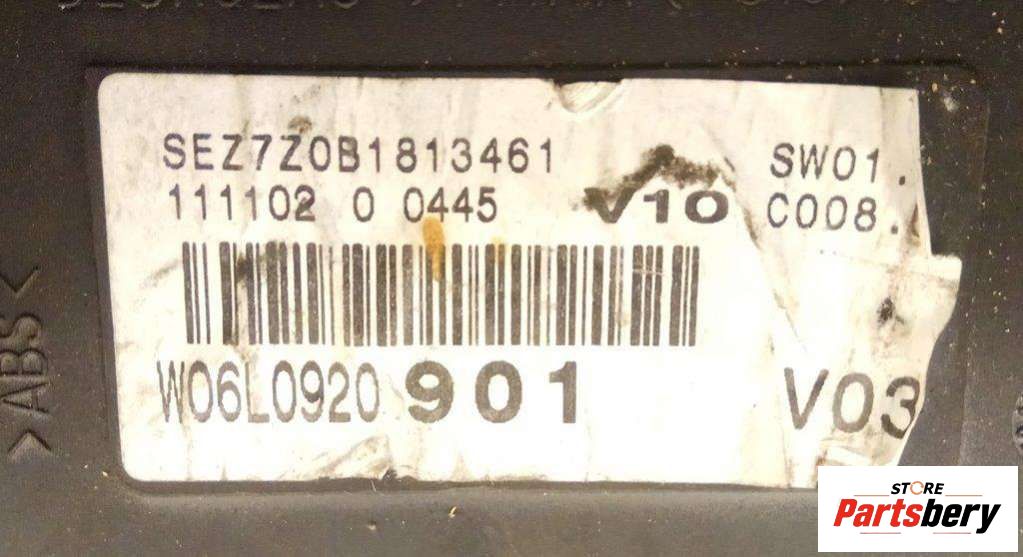 SEZ7Z0B1813461
111102 0 0445 V10
SW01.
C008.
W06L0920 901 V03
>ABS<
STORE
Partsbery